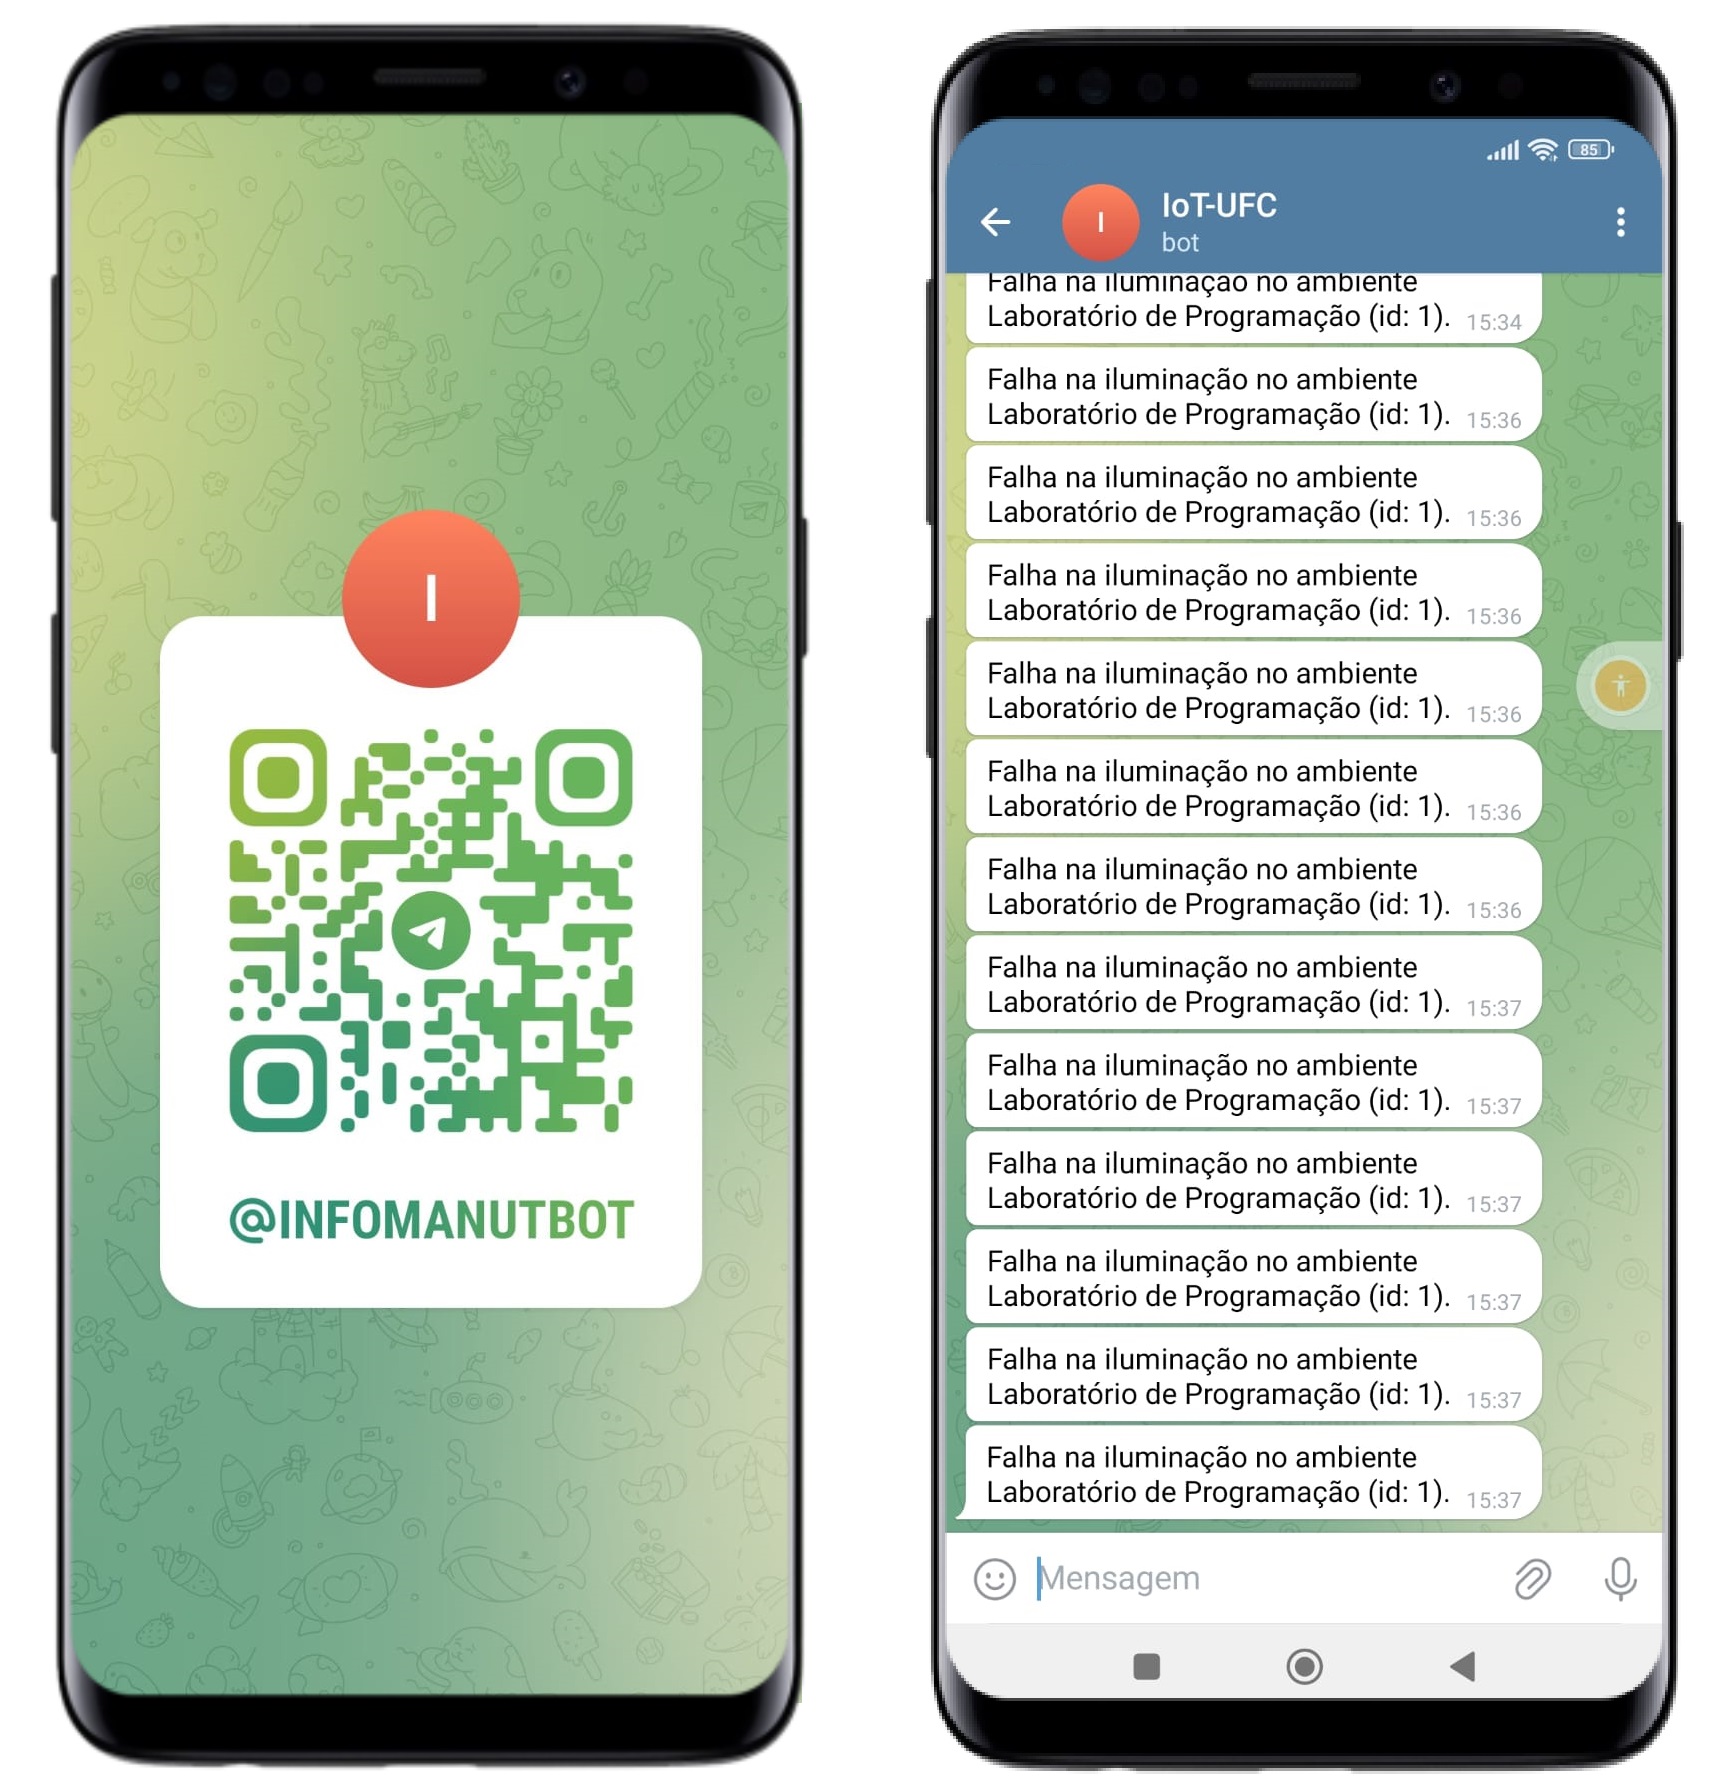 I
@INFOMANUTBOT
85
I
IoT-UFC
bot
Falha na iluminação no ambiente
Laboratório de Programação (id: 1). 15:34
Falha na iluminação no ambiente
Laboratório de Programação (id: 1). 15:36
Falha na iluminação no ambiente
Laboratório de Programação (id: 1). 15:36
Falha na iluminação no ambiente
Laboratório de Programação (id: 1). 15:36
Falha na iluminação no ambiente
Laboratório de Programação (id: 1). 15:36
Falha na iluminação no ambiente
Laboratório de Programação (id: 1). 15:36
Falha na iluminação no ambiente
Laboratório de Programação (id: 1). 15:36
Falha na iluminação no ambiente
Laboratório de Programação (id: 1). 15:37
Falha na iluminação no ambiente
Laboratório de Programação (id: 1). 15:37
Falha na iluminação no ambiente
Laboratório de Programação (id: 1). 15:37
Falha na iluminação no ambiente
Laboratório de Programação (id: 1). 15:37
Falha na iluminação no ambiente
Laboratório de Programação (id: 1). 15:37
Falha na iluminação no ambiente
Laboratório de Programação (id: 1). 15:37
Mensagem